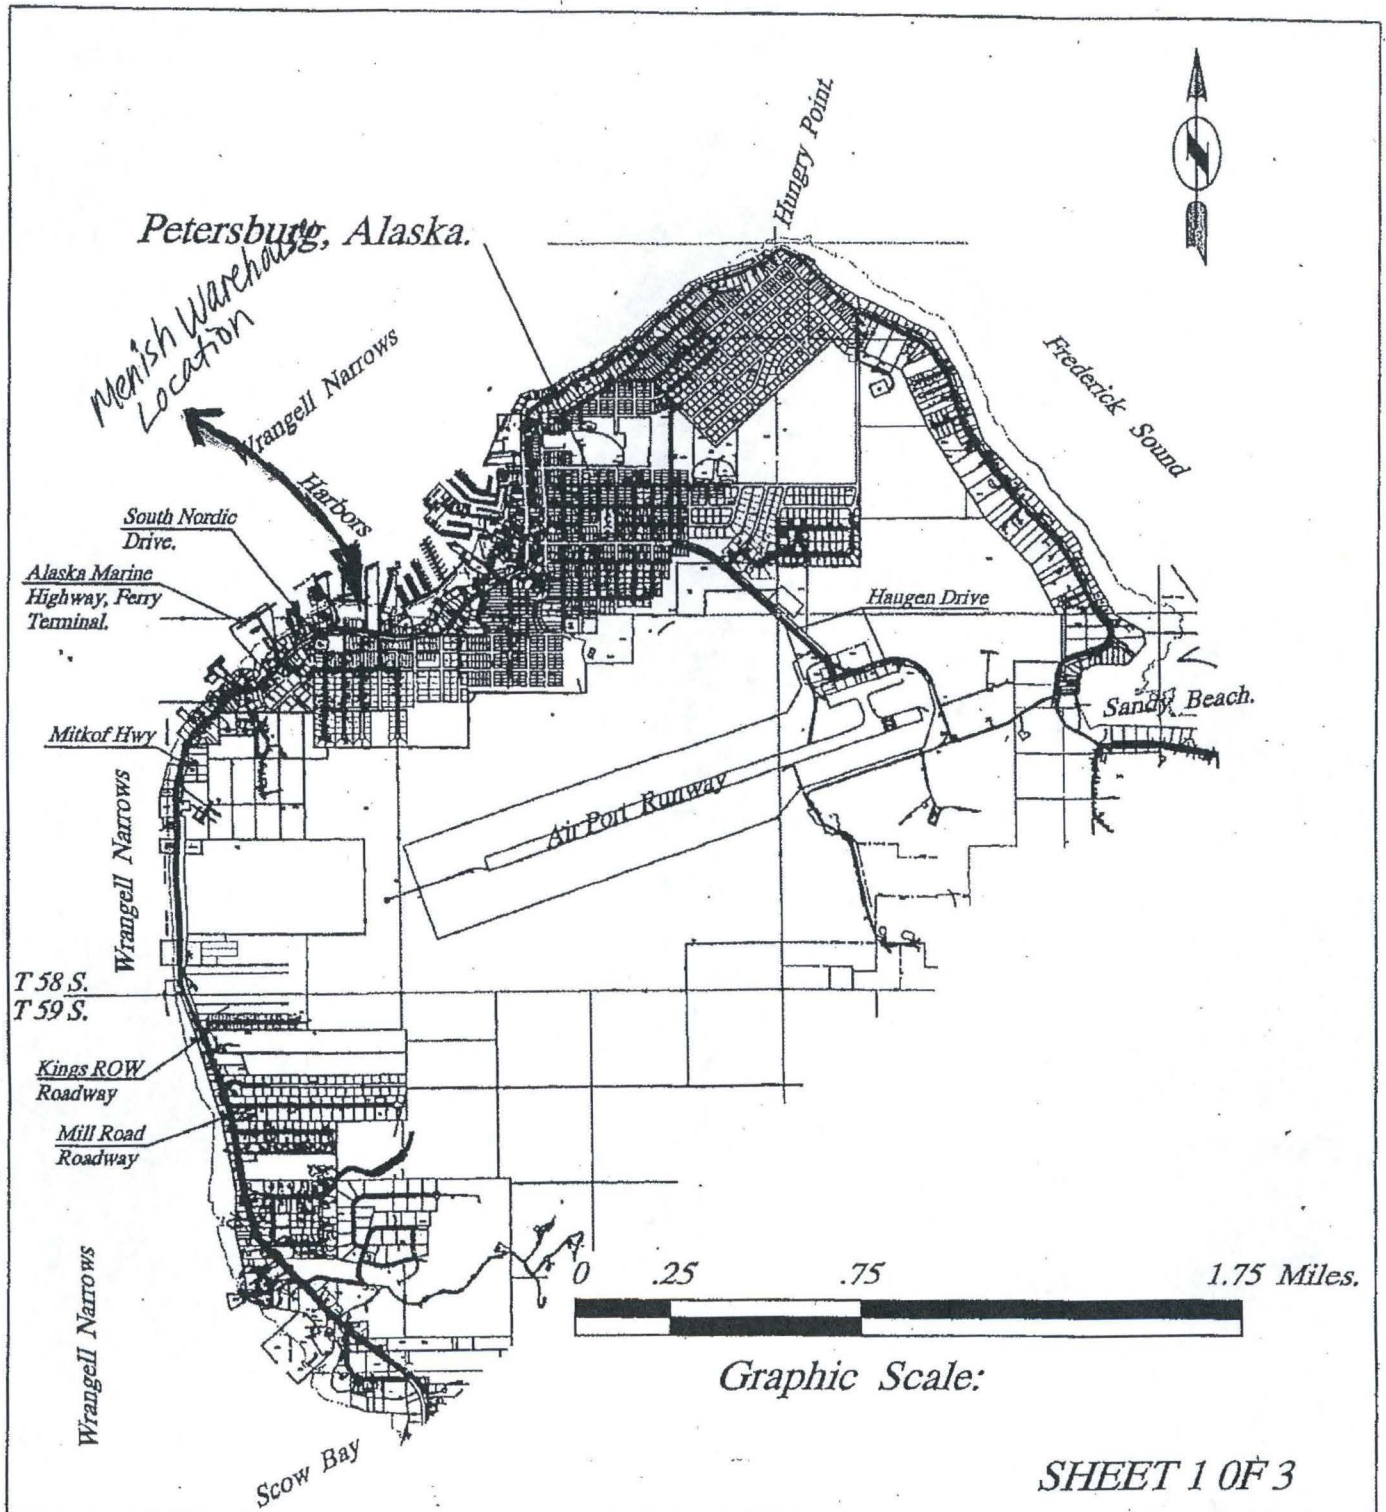 Hungry Point.
Petersburg, Alaska.
Menish Warehouse
Location
Wrangell Narrows
Frederick Sound
Harbors
South Nordic
Drive.
Alaska Marine
Highway, Ferry
Terminal.
Haugen Drive
Sandy Beach.
Mitkof Hwy
Air Port Runway
Wrangell Narrows
T 58 S.
T 59 S.
Kings ROW
Roadway
Mill Road
Roadway
Wrangell Narrows
0 .25 .75 1.75 Miles.
Graphic Scale:
Scow Bay
SHEET 1 0F 3